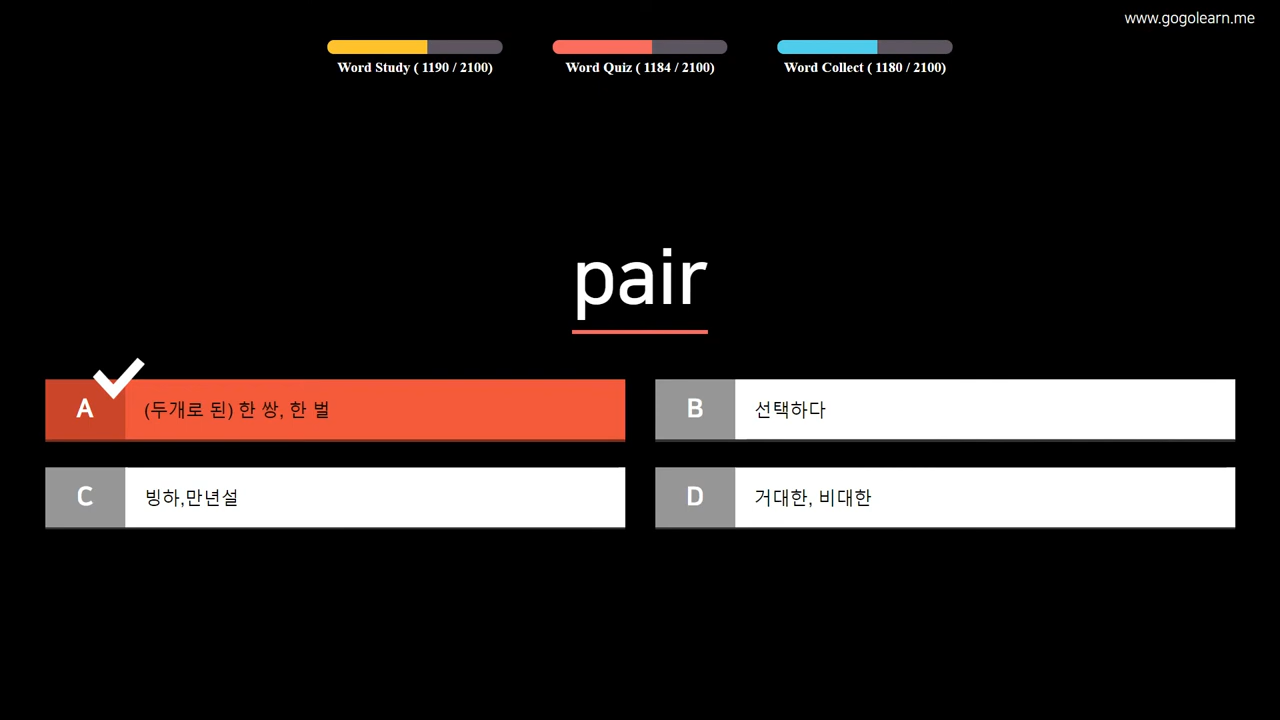 www.gogolearn.me
Word Study ( 1190 / 2100)
Word Quiz ( 1184 / 2100)
Word Collect ( 1180 / 2100)
pair
A (두개로 된) 한 쌍, 한 벌
B 선택하다
C 빙하,만년설
D 거대한, 비대한